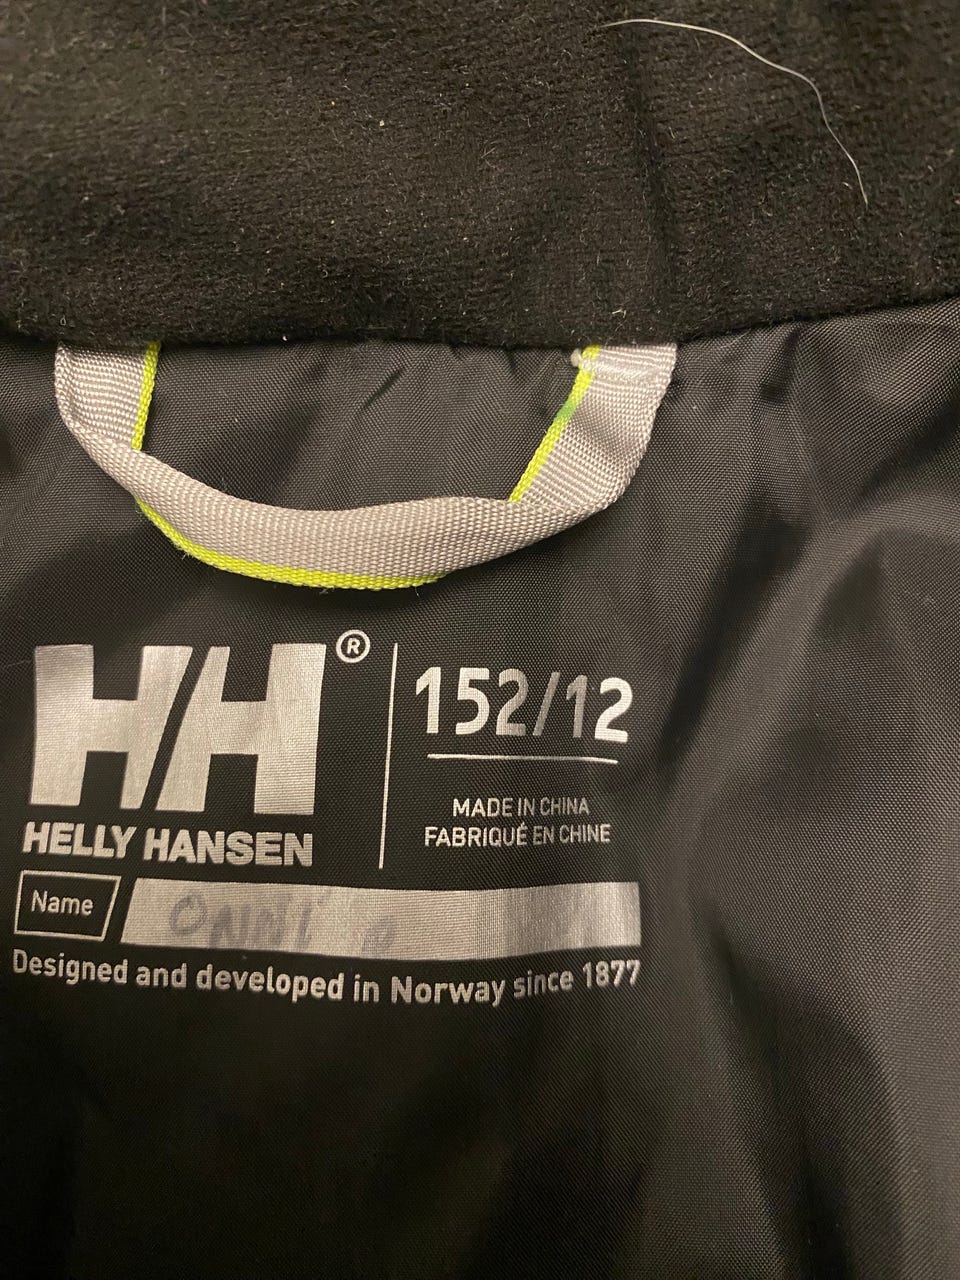 HH®
HELLY HANSEN
152/12
MADE IN CHINA
FABRIQUÉ EN CHINE
Name
ONNI
Designed and developed in Norway since 1877